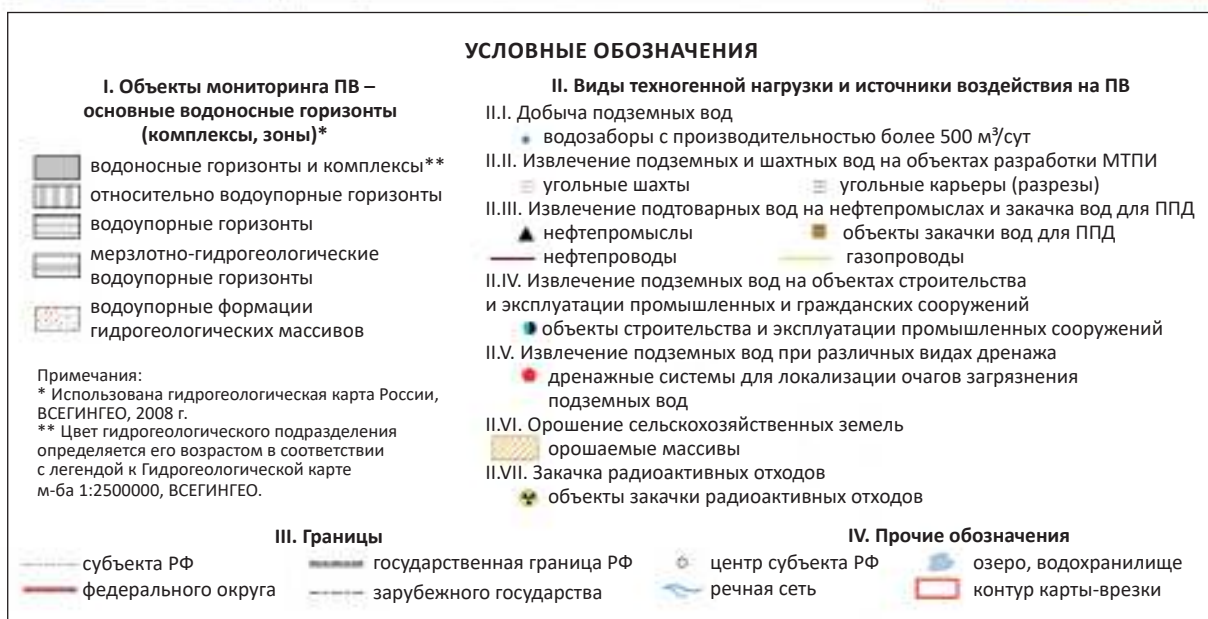 УСЛОВНЫЕ ОБОЗНАЧЕНИЯ
I. Объекты мониторинга ПВ –
основные водоносные горизонты
(комплексы, зоны)*
водоносные горизонты и комплексы**
относительно водоупорные горизонты
водоупорные горизонты
мерзлотно-гидрогеологические
водоупорные горизонты
водоупорные формации
гидрогеологических массивов
Примечания:
* Использована гидрогеологическая карта России,
ВСЕГИНГЕО, 2008 г.
** Цвет гидрогеологического подразделения
определяется его возрастом в соответствии
с легендой к Гидрогеологической карте
м-ба 1:2500000, ВСЕГИНГЕО.
II. Виды техногенной нагрузки и источники воздействия на ПВ
II.I. Добыча подземных вод
водозаборы с производительностью более 500 м³/сут
II.II. Извлечение подземных и шахтных вод на объектах разработки МТПИ
угольные шахты угольные карьеры (разрезы)
II.III. Извлечение подтоварных вод на нефтепромыслах и закачка вод для ППД
нефтепромыслы объекты закачки вод для ППД
нефтепроводы газопроводы
II.IV. Извлечение подземных вод на объектах строительства
и эксплуатации промышленных и гражданских сооружений
объекты строительства и эксплуатации промышленных сооружений
II.V. Извлечение подземных вод при различных видах дренажа
дренажные системы для локализации очагов загрязнения
подземных вод
II.VI. Орошение сельскохозяйственных земель
орошаемые массивы
II.VII. Закачка радиоактивных отходов
объекты закачки радиоактивных отходов
III. Границы
субъекта РФ государственная граница РФ
федерального округа зарубежного государства
IV. Прочие обозначения
центр субъекта РФ озеро, водохранилище
речная сеть контур карты-врезки